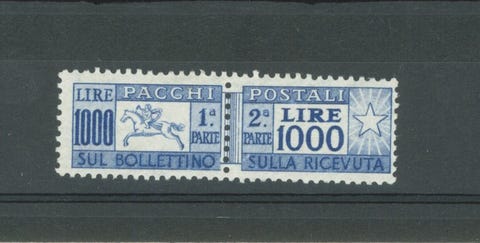 LIRE PACCHI POSTALI
1000 1ª PARTE 2ª PARTE LIRE 1000
SUL BOLLETTINO SULLA RICEVUTA